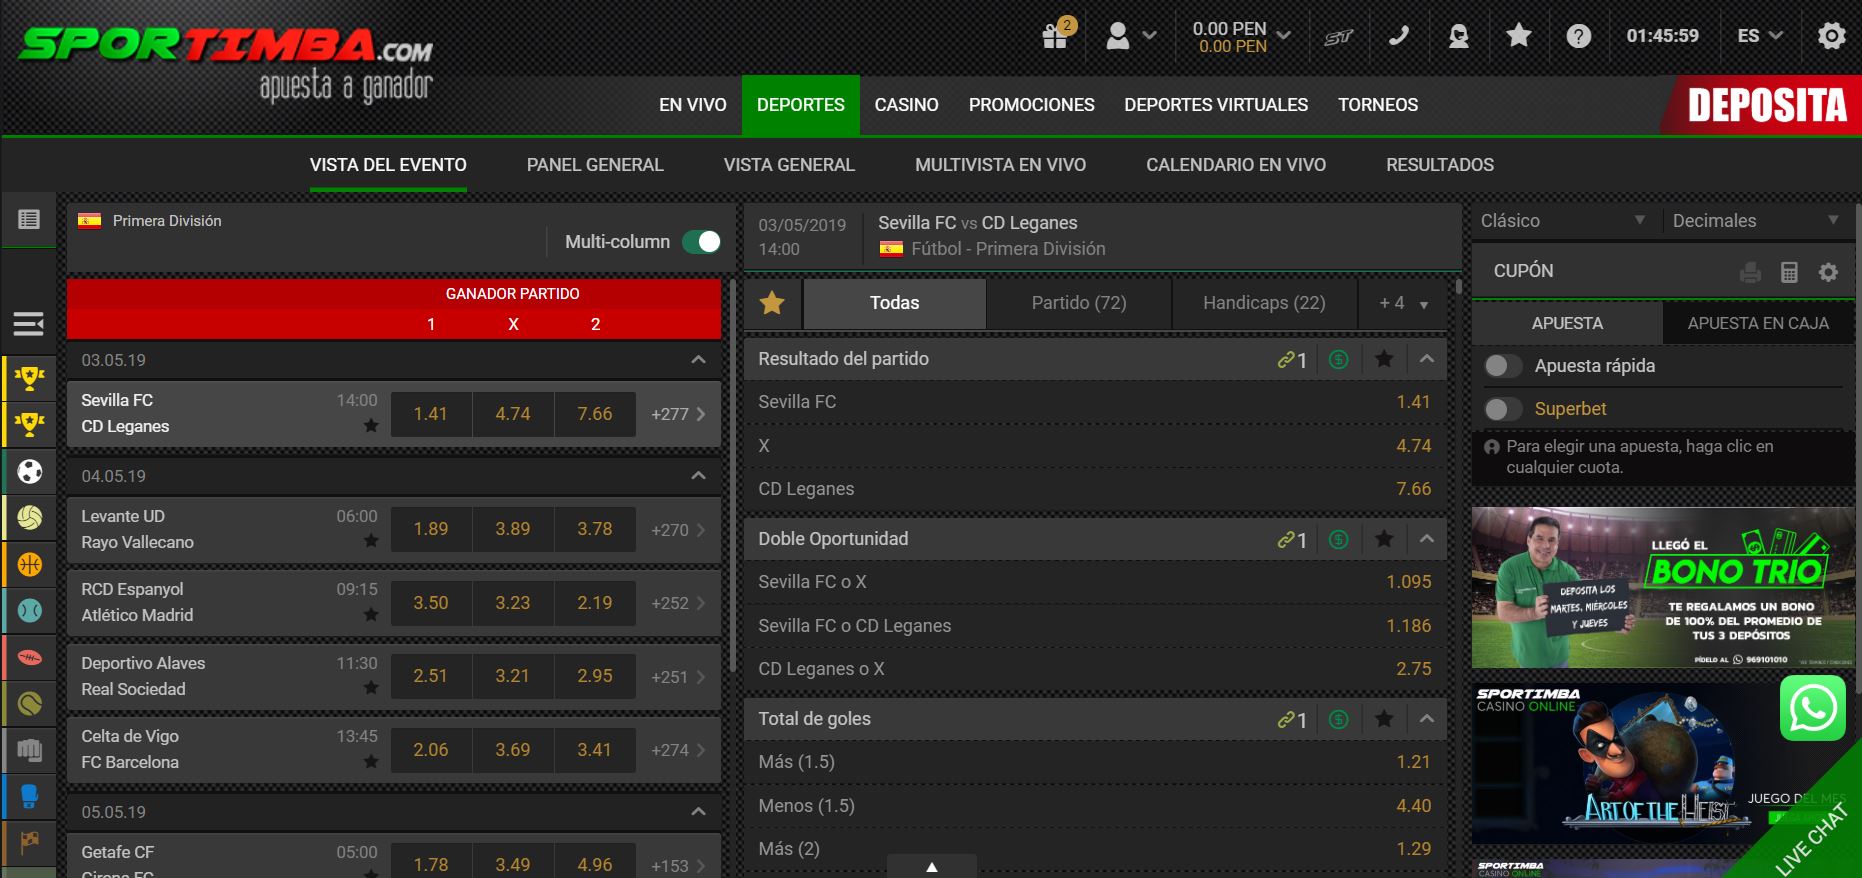 SPORTIMBA.COM
apuesta a ganador
2
0.00 PEN
0.00 PEN
ST
?
01:45:59
ES
EN VIVO
DEPORTES
CASINO
PROMOCIONES
DEPORTES VIRTUALES
TORNEOS
DEPOSITA
VISTA DEL EVENTO
PANEL GENERAL
VISTA GENERAL
MULTIVISTA EN VIVO
CALENDARIO EN VIVO
RESULTADOS
Primera División
Multi-column
GANADOR PARTIDO
1 X 2
03.05.19
Sevilla FC 14:00
CD Leganes
1.41 4.74 7.66 +277
04.05.19
Levante UD 06:00
Rayo Vallecano
1.89 3.89 3.78 +270
RCD Espanyol 09:15
Atlético Madrid
3.50 3.23 2.19 +252
Deportivo Alaves 11:30
Real Sociedad
2.51 3.21 2.95 +251
Celta de Vigo 13:45
FC Barcelona
2.06 3.69 3.41 +274
05.05.19
Getafe CF 05:00
Girona FC
1.78 3.49 4.96 +153
03/05/2019
14:00
Sevilla FC vs CD Leganes
Fútbol - Primera División
Todas
Partido (72)
Handicaps (22)
+ 4
Resultado del partido 1
Sevilla FC 1.41
X 4.74
CD Leganes 7.66
Doble Oportunidad 1
Sevilla FC o X 1.095
Sevilla FC o CD Leganes 1.186
CD Leganes o X 2.75
Total de goles 1
Más (1.5) 1.21
Menos (1.5) 4.40
Más (2) 1.29
Clásico
Decimales
CUPÓN
APUESTA
APUESTA EN CAJA
Apuesta rápida
Superbet
Para elegir una apuesta, haga clic en
cualquier cuota.
LLEGÓ EL
BONO TRIO
DEPOSITA LOS
MARTES, MIÉRCOLES
Y JUEVES
TE REGALAMOS UN BONO
DE 100% DEL PROMEDIO DE
TUS 3 DEPÓSITOS
PÍDELO AL 969101010
SPORTIMBA
CASINO ONLINE
ART OF THE HEIST
JUEGO DEL MES
LIVE CHAT
SPORTIMBA
CASINO ONLINE